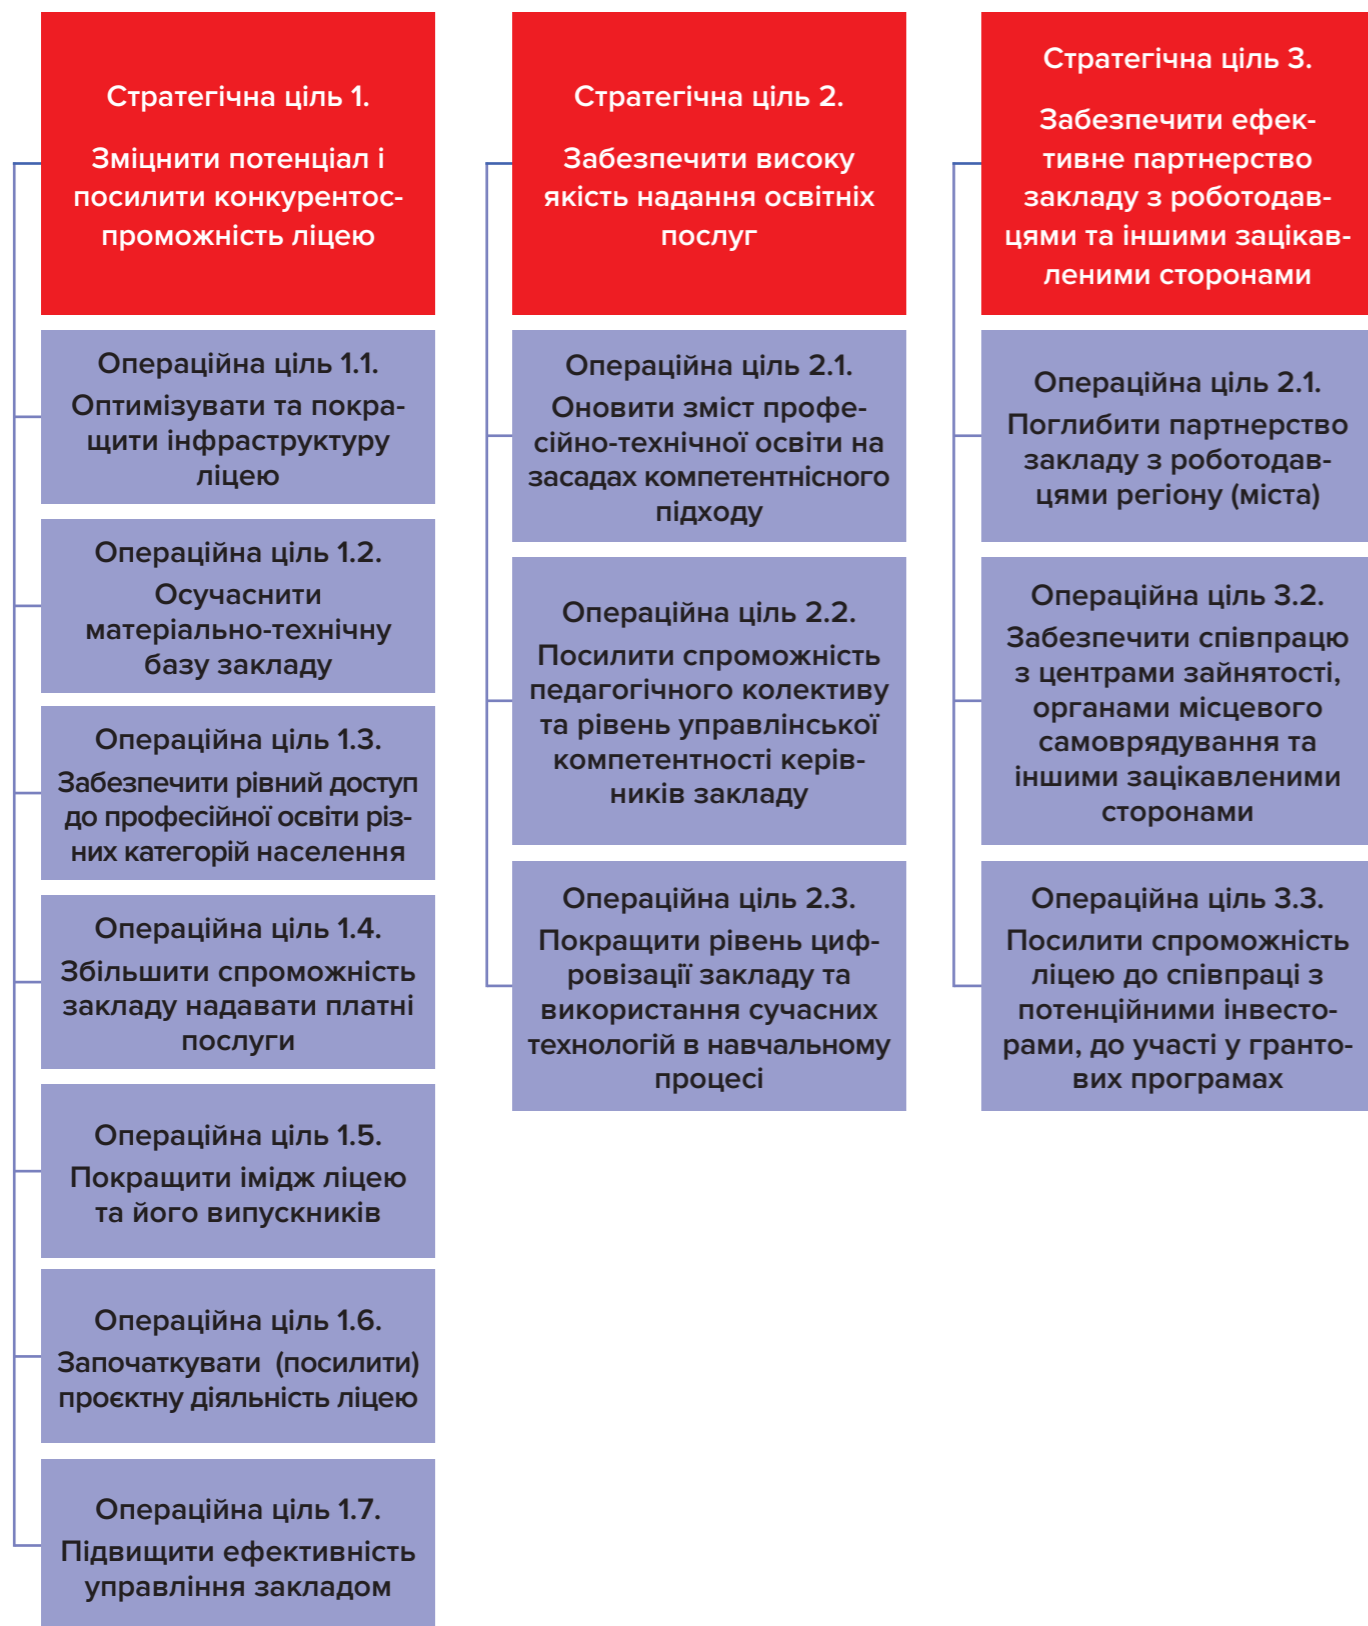 Стратегічна ціль 1.
Зміцнити потенціал і
посилити конкурентос-
проможність ліцею
Операційна ціль 1.1.
Оптимізувати та покра-
щити інфраструктуру
ліцею
Операційна ціль 1.2.
Осучаснити
матеріально-технічну
базу закладу
Операційна ціль 1.3.
Забезпечити рівний доступ
до професійної освіти різ-
них категорій населення
Операційна ціль 1.4.
Збільшити спроможність
закладу надавати платні
послуги
Операційна ціль 1.5.
Покращити імідж ліцею
та його випускників
Операційна ціль 1.6.
Започаткувати (посилити)
проєктну діяльність ліцею
Операційна ціль 1.7.
Підвищити ефективність
управління закладом
Стратегічна ціль 2.
Забезпечити високу
якість надання освітніх
послуг
Операційна ціль 2.1.
Оновити зміст профе-
сійно-технічної освіти на
засадах компетентнісного
підходу
Операційна ціль 2.2.
Посилити спроможність
педагогічного колективу
та рівень управлінської
компетентності керів-
ників закладу
Операційна ціль 2.3.
Покращити рівень циф-
ровізації закладу та
використання сучасних
технологій в навчальному
процесі
Стратегічна ціль 3.
Забезпечити ефек-
тивне партнерство
закладу з роботодав-
цями та іншими зацікав-
леними сторонами
Операційна ціль 2.1.
Поглибити партнерство
закладу з роботодав-
цями регіону (міста)
Операційна ціль 3.2.
Забезпечити співпрацю
з центрами зайнятості,
органами місцевого
самоврядування та
іншими зацікавленими
сторонами
Операційна ціль 3.3.
Посилити спроможність
ліцею до співпраці з
потенційними інвесто-
рами, до участі у гранто-
вих програмах